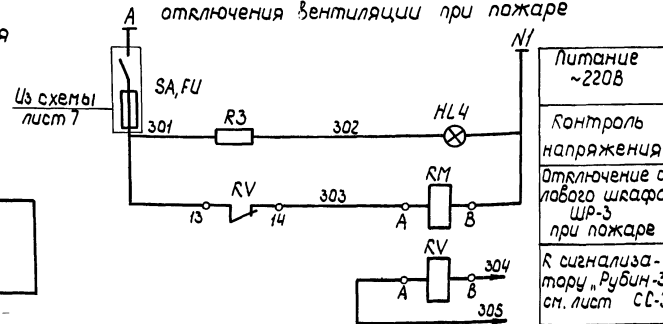 я
отключения вентиляции при пожаре
A
N1
SA, FU
Из схемы
лист 7
301
R3
302
HL4
RV
303
RM
13
14
A
B
RV
A
B
304
305
Питание
~220В
Контроль
напряжения
Отключение с
лового шкафа
ШР-3
при пожаре
К сигнализа-
тору „Рубин-3
см. лист СС-3